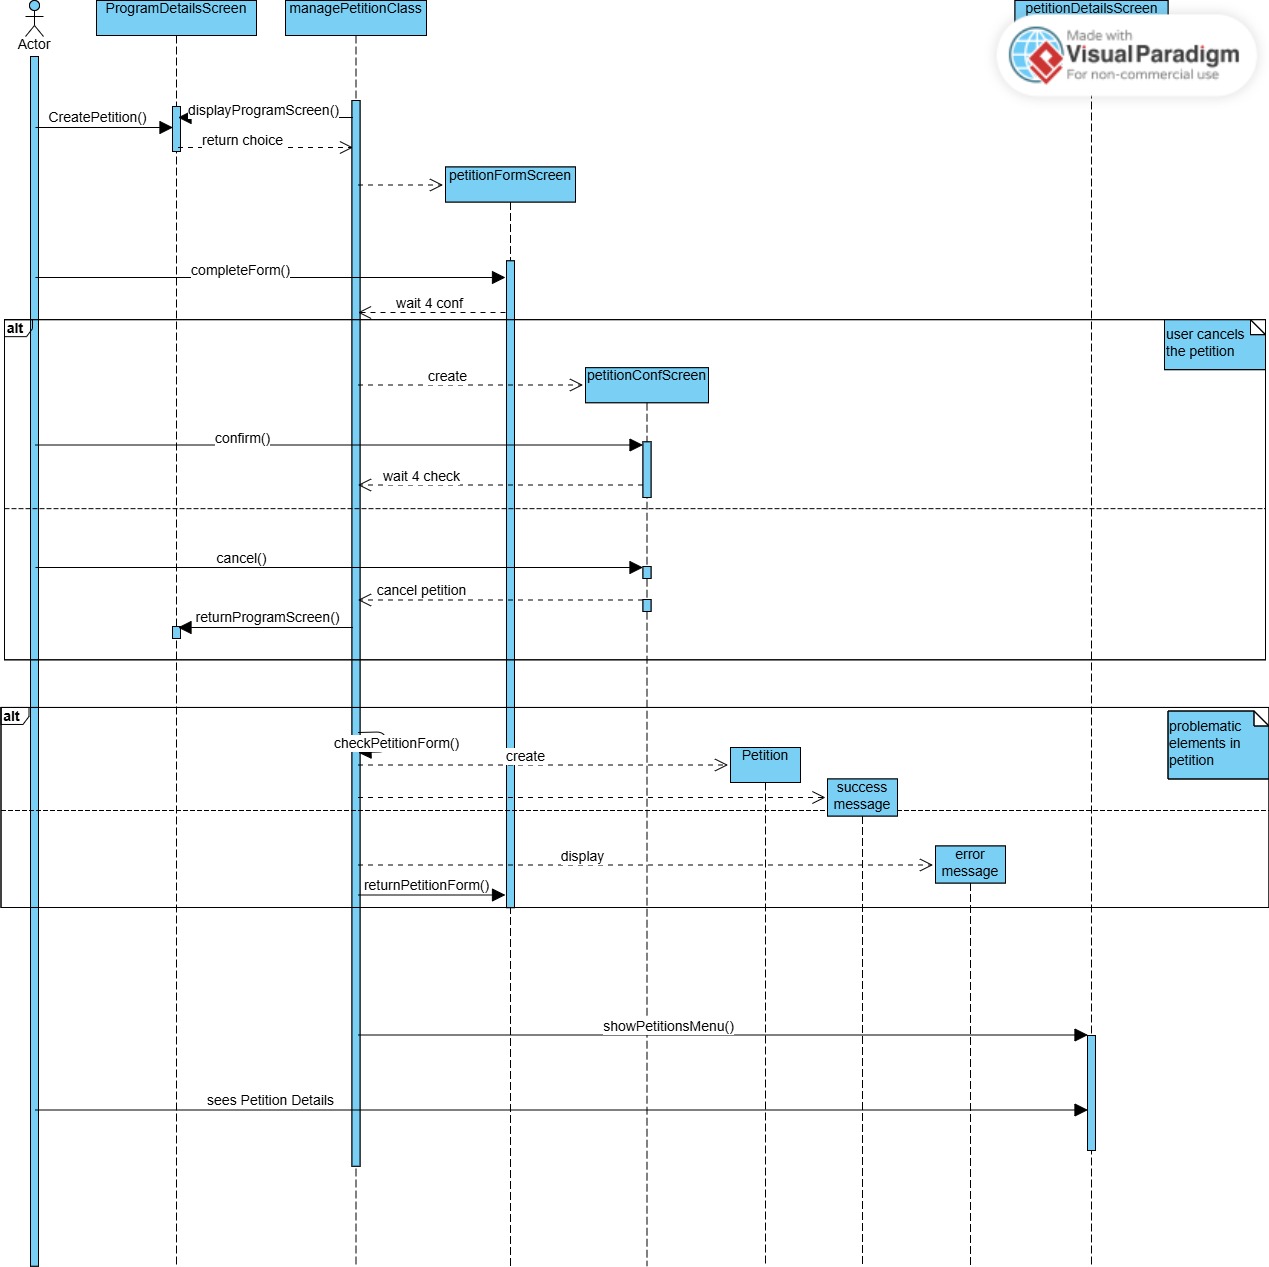 ProgramDetailsScreen
managePetitionClass
petitionDetailsScreen
Made with
Visual Paradigm
For non-commercial use
Actor
CreatePetition()
displayProgramScreen()
return choice
petitionFormScreen
completeForm()
wait 4 conf
alt
user cancels
the petition
create
petitionConfScreen
confirm()
wait 4 check
cancel()
cancel petition
returnProgramScreen()
alt
problematic
elements in
petition
checkPetitionForm()
create
Petition
success
message
display
error
message
returnPetitionForm()
showPetitionsMenu()
sees Petition Details